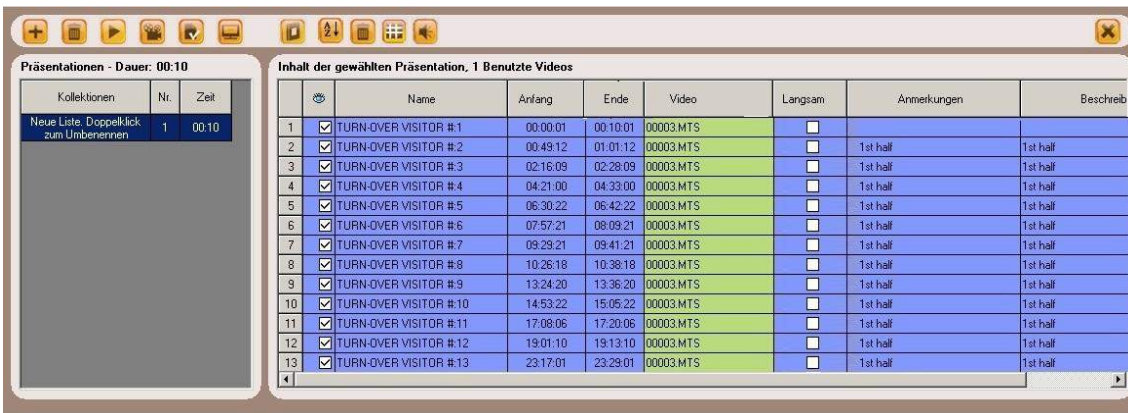 Präsentationen - Dauer: 00:10
Kollektionen Nr. Zeit
Neue Liste. Doppelklick
zum Umbenennen 1 00:10
Inhalt der gewählten Präsentation, 1 Benutzte Videos
Name Anfang Ende Video Langsam Anmerkungen Beschreib
1 TURN-OVER VISITOR #:1 00:00:01 00:10:01 00003.MTS
2 TURN-OVER VISITOR #:2 00:49:12 01:01:12 00003.MTS 1st half 1st half
3 TURN-OVER VISITOR #:3 02:16:09 02:28:09 00003.MTS 1st half 1st half
4 TURN-OVER VISITOR #:4 04:21:00 04:33:00 00003.MTS 1st half 1st half
5 TURN-OVER VISITOR #:5 06:30:22 06:42:22 00003.MTS 1st half 1st half
6 TURN-OVER VISITOR #:6 07:57:21 08:09:21 00003.MTS 1st half 1st half
7 TURN-OVER VISITOR #:7 09:29:21 09:41:21 00003.MTS 1st half 1st half
8 TURN-OVER VISITOR #:8 10:26:18 10:38:18 00003.MTS 1st half 1st half
9 TURN-OVER VISITOR #:9 13:24:20 13:36:20 00003.MTS 1st half 1st half
10 TURN-OVER VISITOR #:10 14:53:22 15:05:22 00003.MTS 1st half 1st half
11 TURN-OVER VISITOR #:11 17:08:06 17:20:06 00003.MTS 1st half 1st half
12 TURN-OVER VISITOR #:12 19:01:10 19:13:10 00003.MTS 1st half 1st half
13 TURN-OVER VISITOR #:13 23:17:01 23:29:01 00003.MTS 1st half 1st half